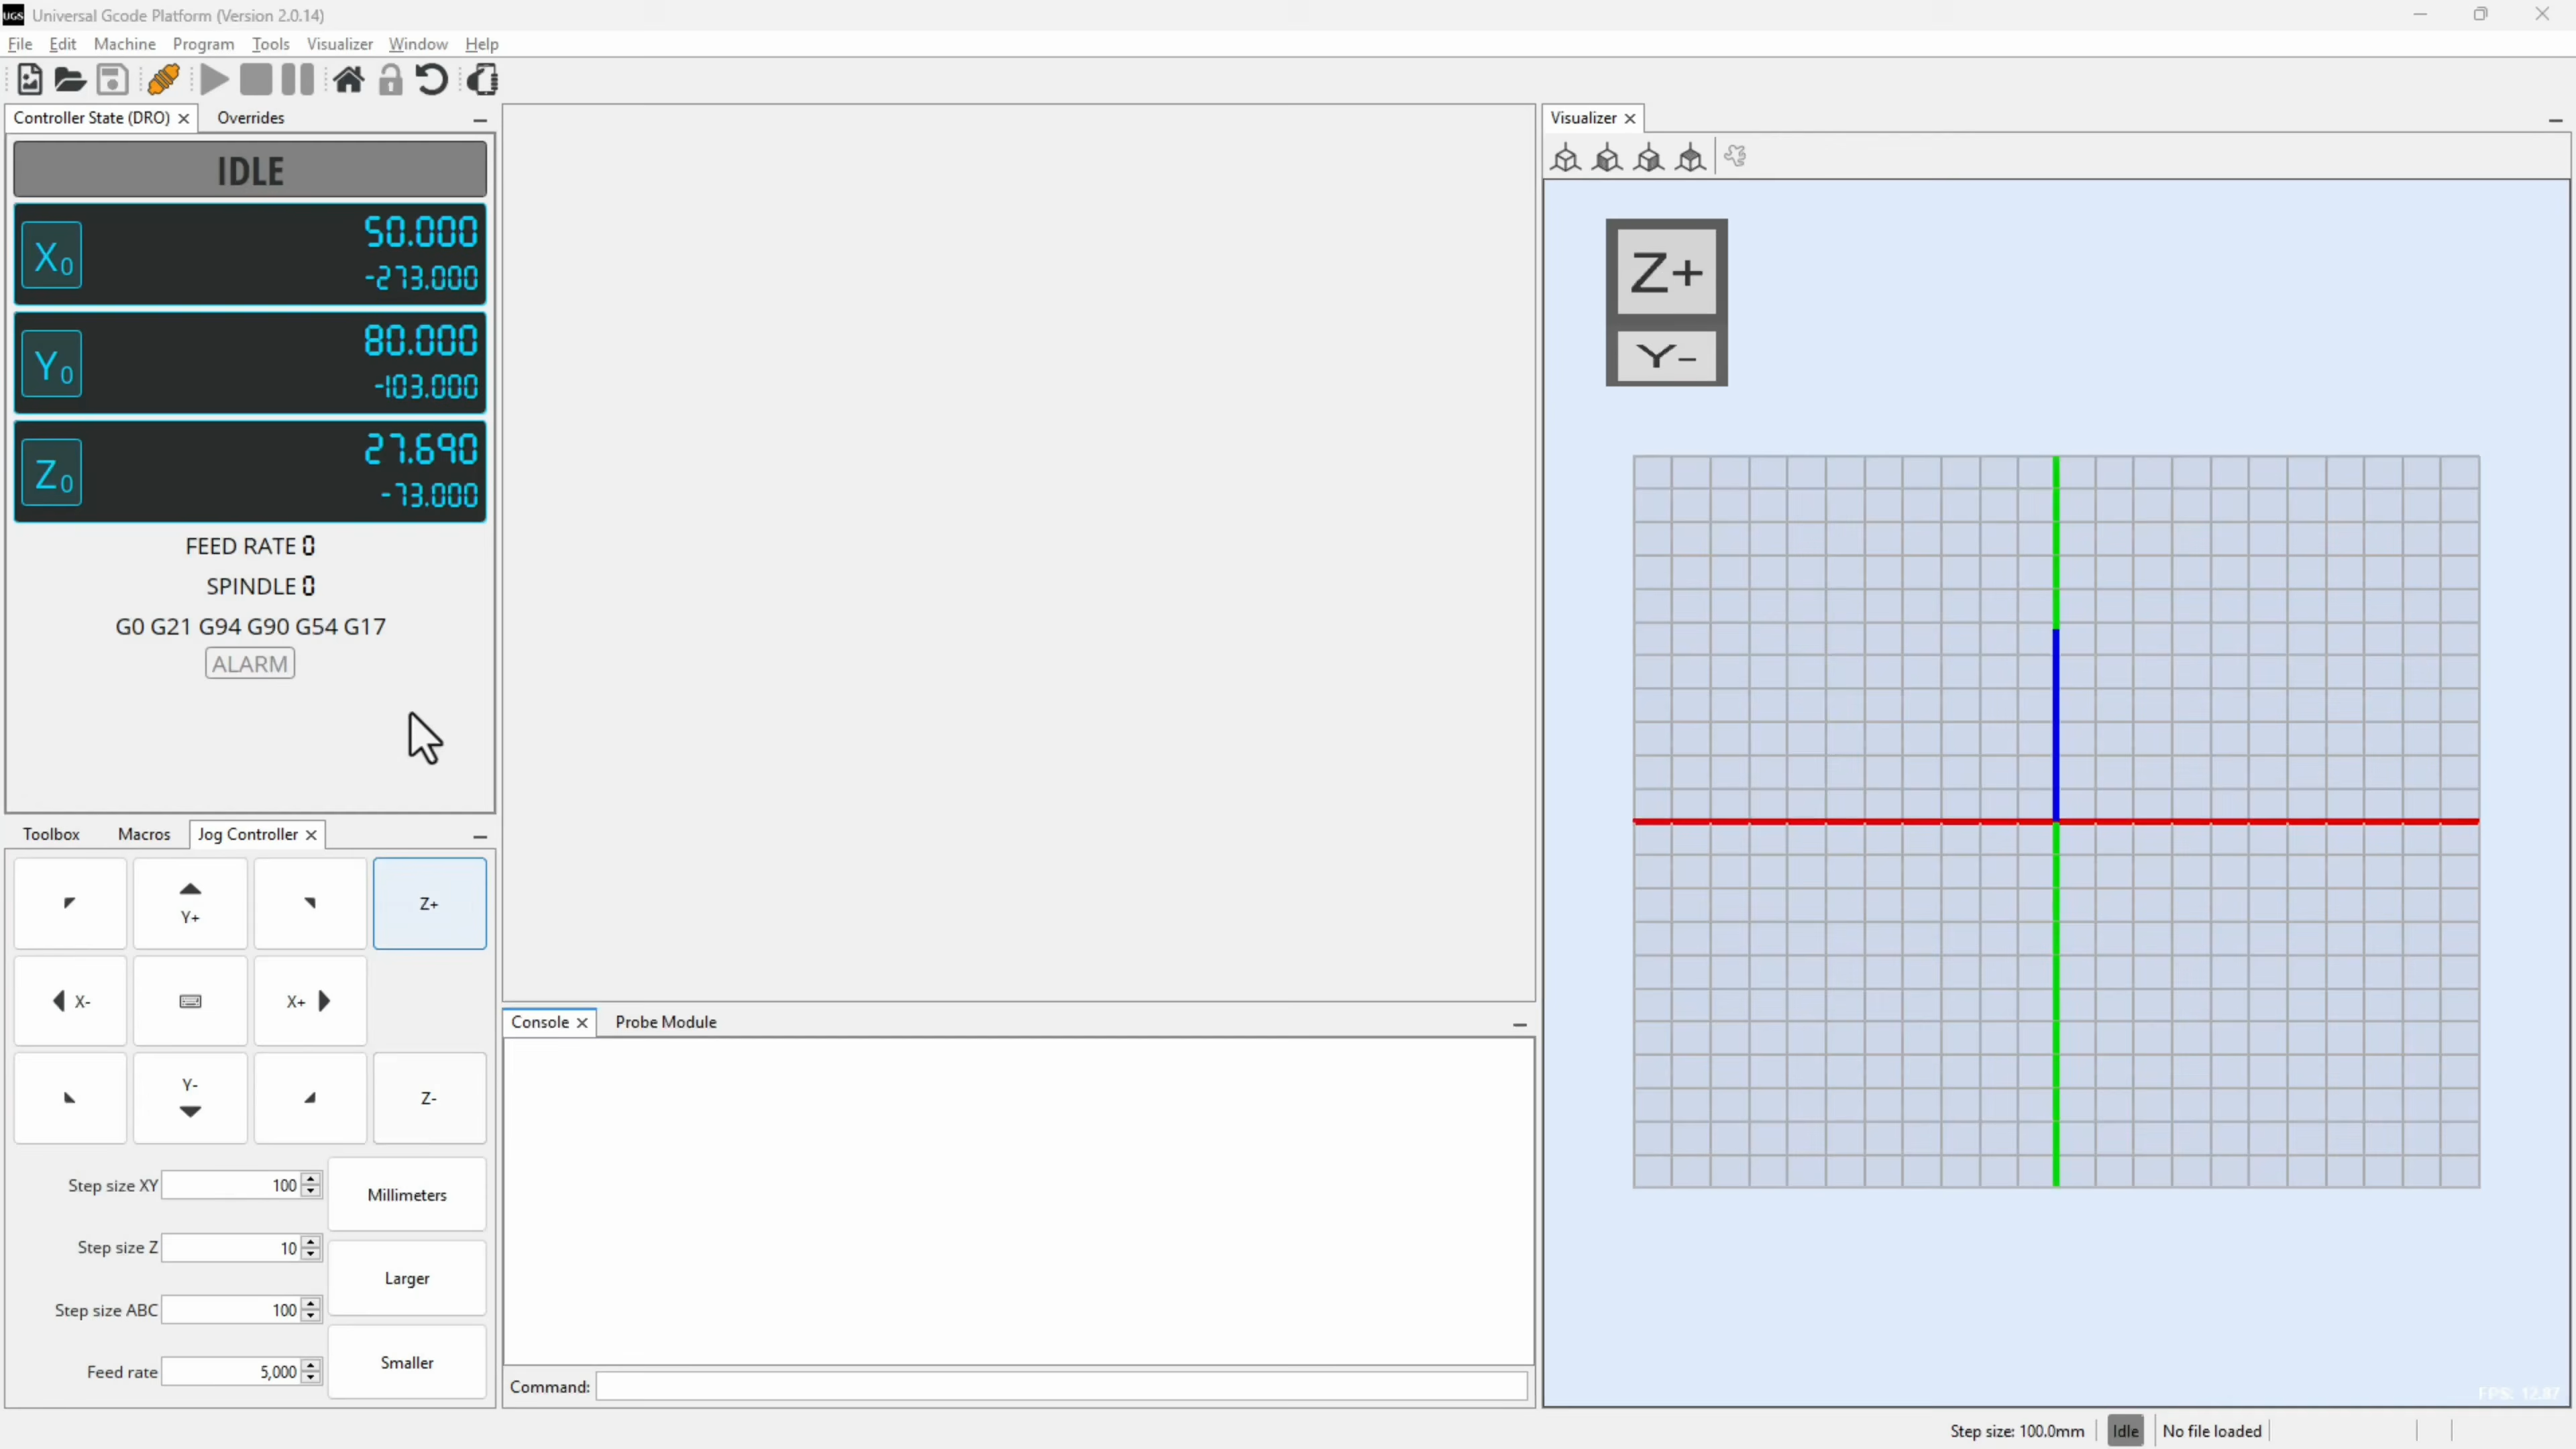 UGS Universal Gcode Platform (Version 2.0.14)
File Edit Machine Program Tools Visualizer Window Help
Controller State (DRO) Overrides
IDLE
X0 50.000
-273.000
Y0 80.000
-103.000
Z0 27.690
-73.000
FEED RATE 0
SPINDLE 0
G0 G21 G94 G90 G54 G17
ALARM
Toolbox Macros Jog Controller
Y+
Z+
X-
X+
Y-
Z-
Step size XY 100
Millimeters
Step size Z 10
Larger
Step size ABC 100
Smaller
Feed rate 5,000
Console Probe Module
Command:
Visualizer
Z+
Y-
FPS: 12.87
Step size: 100.0mm Idle No file loaded